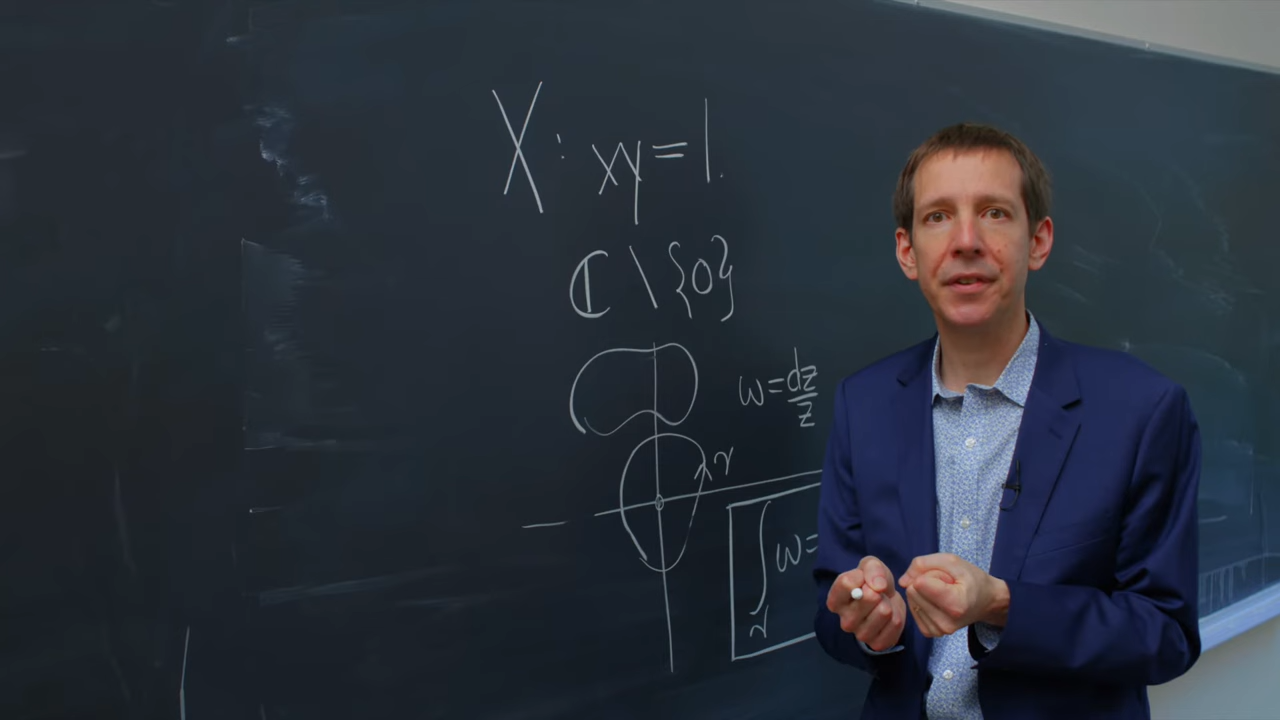 X : xy = 1.
ℂ \ {0}
ω = dz/z
γ
∫_γ ω =